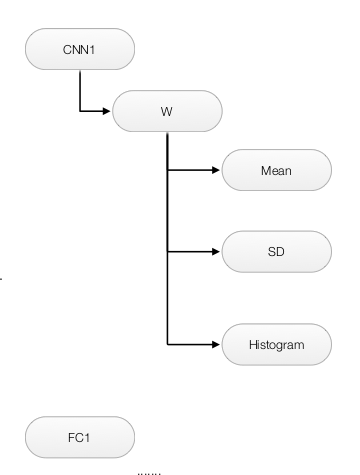 CNN1
W
Mean
SD
Histogram
FC1
.......